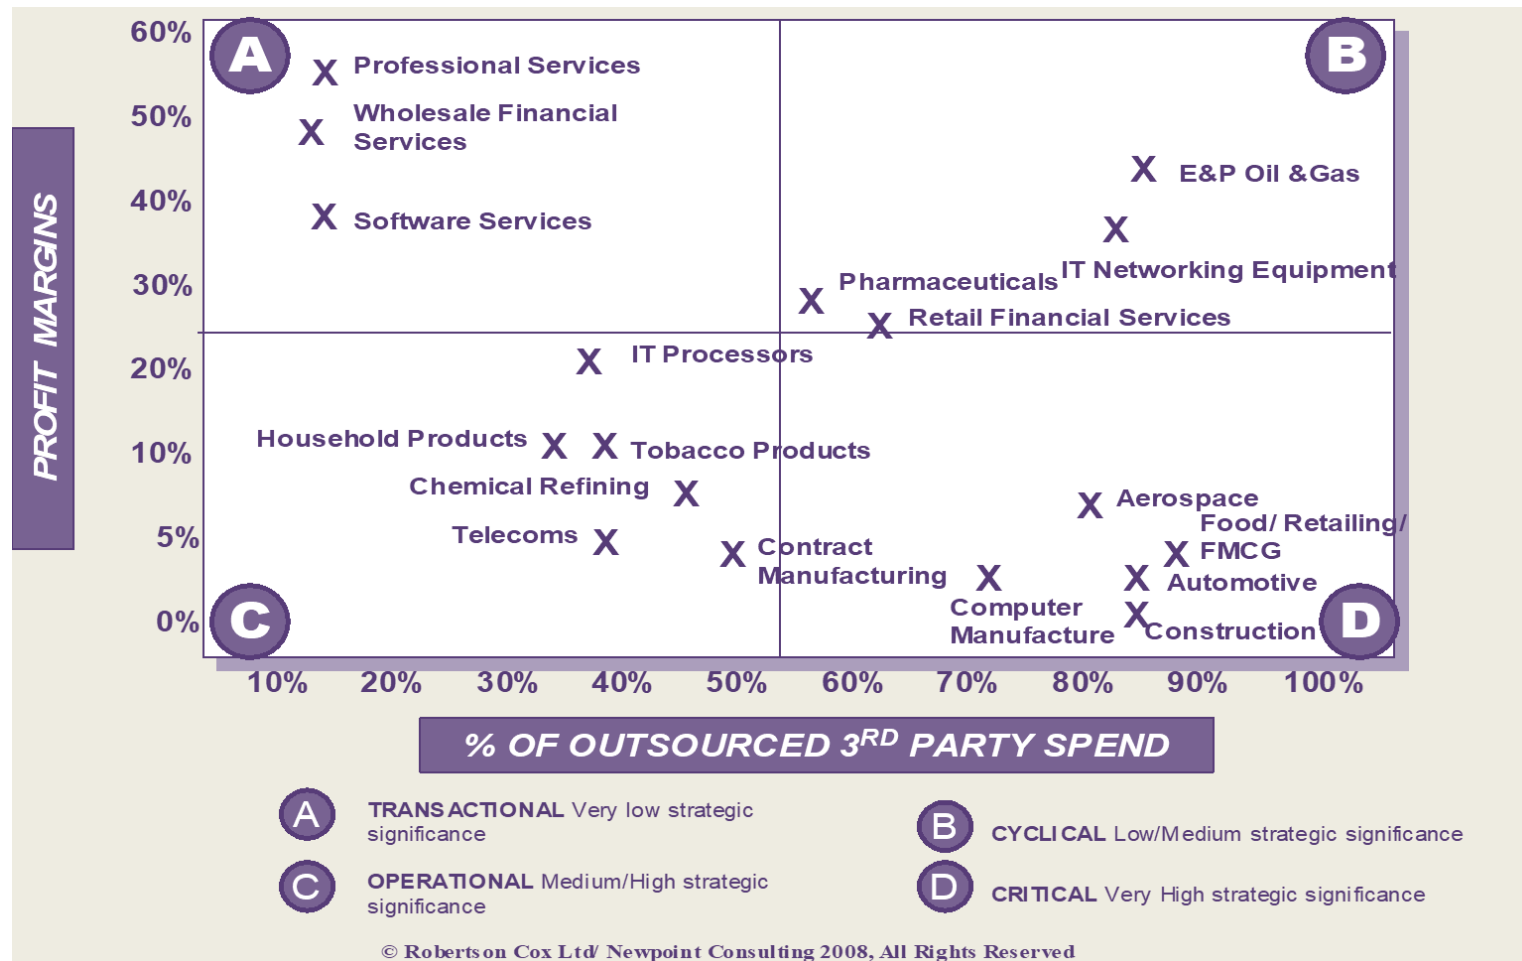 60%
50%
40%
30%
20%
10%
5%
0%
PROFIT MARGINS
A
B
C
D
X Professional Services
X Wholesale Financial
Services
X Software Services
X E&P Oil &Gas
X
IT Networking Equipment
Pharmaceuticals
X
X Retail Financial Services
X IT Processors
Household Products X
X Tobacco Products
Chemical Refining X
Telecoms X
X Contract
Manufacturing
X Aerospace
Food/ Retailing/
X FMCG
X Automotive
X
Computer
Manufacture
X Construction
10% 20% 30% 40% 50% 60% 70% 80% 90% 100%
% OF OUTSOURCED 3RD PARTY SPEND
A TRANSACTIONAL Very low strategic
significance
B CYCLICAL Low/Medium strategic significance
C OPERATIONAL Medium/High strategic
significance
D CRITICAL Very High strategic significance
© Robertson Cox Ltd/ Newpoint Consulting 2008, All Rights Reserved